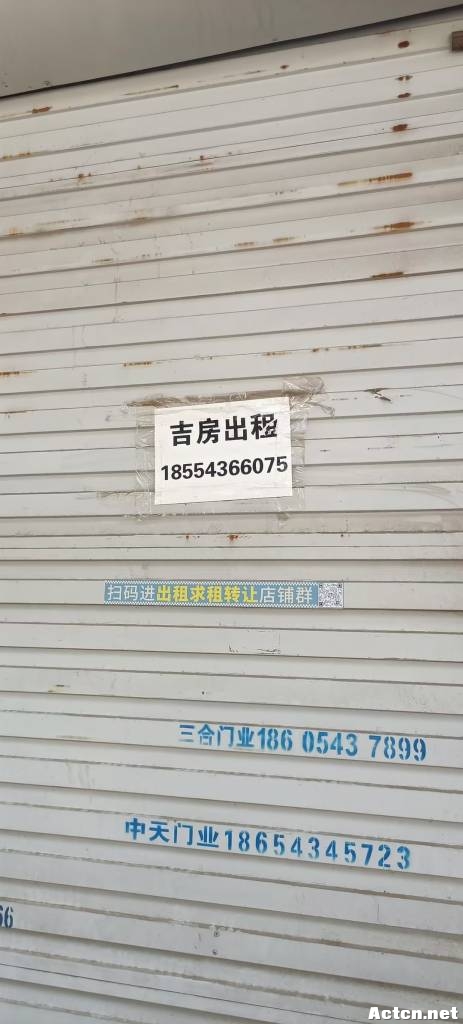 吉房出租
18554366075
扫码进出租求租转让店铺群
三合门业186 0543 7899
中天门业18654345723
66
Actcn.net